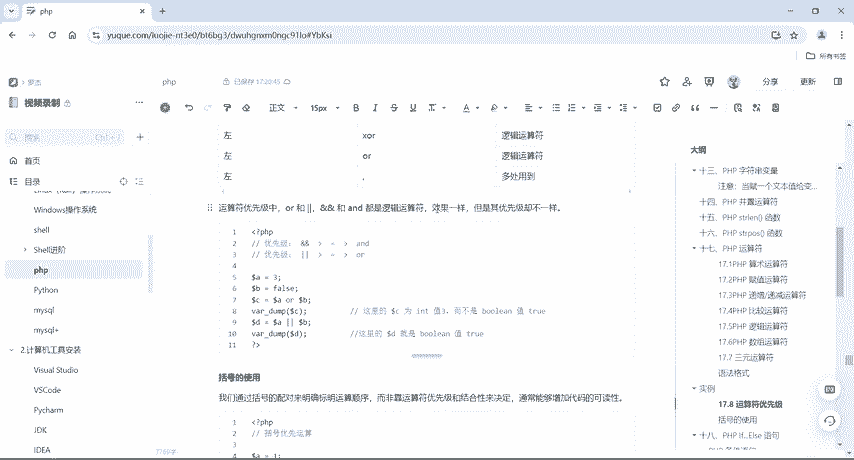 php
yuque.com/luojie-nt3e0/bt6bg3/dwuhgnxm0ngc91lo#YbKsi
所有书签
罗杰
php
已保存 17:20:45
分享
更新
视频录制
正文
15px
搜索
Ctrl + J
首页
目录
Windows操作系统
shell
Shell进阶
php
Python
mysql
mysql+
2.计算机工具安装
Visual Studio
VSCode
Pycharm
JDK
IDEA
左 xor 逻辑运算符
左 or 逻辑运算符
左 , 多处用到
运算符优先级中，or 和 ||，&& 和 and 都是逻辑运算符，效果一样，但是其优先级却不一样。
1 <?php
2 // 优先级： && > = > and
3 // 优先级： || > = > or
4
5 $a = 3;
6 $b = false;
7 $c = $a or $b;
8 var_dump($c); // 这里的 $c 为 int 值3，而不是 boolean 值 true
9 $d = $a || $b;
10 var_dump($d); //这里的 $d 就是 boolean 值 true
11 ?>
括号的使用
我们通过括号的配对来明确标明运算顺序，而非靠运算符优先级和结合性来决定，通常能够增加代码的可读性。
1 <?php
2 // 括号优先运算
3
4 $a = 1;
大纲
十三、PHP 字符串变量
注意：当赋一个文本值给变...
十四、PHP 并置运算符
十五、PHP strlen() 函数
十六、PHP strpos() 函数
十七、PHP 运算符
17.1PHP 算术运算符
17.2PHP 赋值运算符
17.3PHP 递增/递减运算符
17.4PHP 比较运算符
17.5PHP 逻辑运算符
17.6PHP 数组运算符
17.7 三元运算符
语法格式
实例
17.8 运算符优先级
括号的使用
十八、PHP If...Else 语句